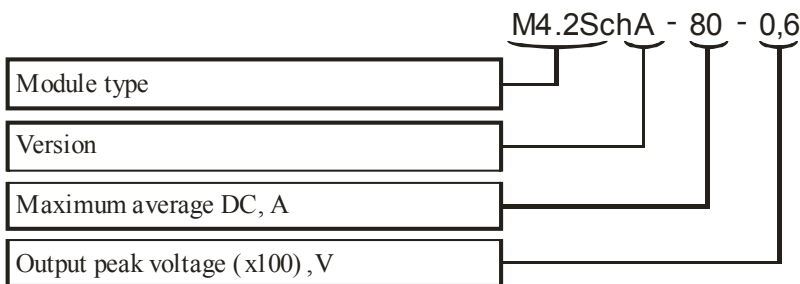 M4.2SchA - 80 - 0,6
Module type
Version
Maximum average DC, A
Output peak voltage (x100) ,V